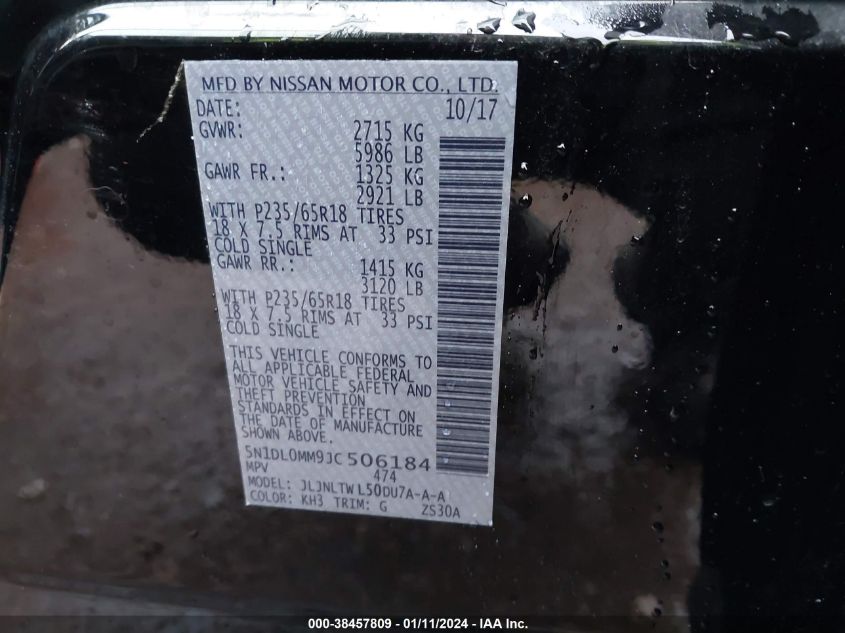 MFD BY NISSAN MOTOR CO., LTD.
DATE: 10/17
GVWR: 2715 KG
5986 LB
GAWR FR.: 1325 KG
2921 LB
WITH P235/65R18 TIRES
18 X 7.5 RIMS AT 33 PSI
COLD SINGLE
GAWR RR.: 1415 KG
3120 LB
WITH P235/65R18 TIRES
18 X 7.5 RIMS AT 33 PSI
COLD SINGLE
THIS VEHICLE CONFORMS TO
ALL APPLICABLE FEDERAL
MOTOR VEHICLE SAFETY AND
THEFT PREVENTION
STANDARDS IN EFFECT ON
THE DATE OF MANUFACTURE
SHOWN ABOVE.
5N1DL0MM9JC506184
MPV 474
MODEL: JLJNLTWL50DU7A-A-A
COLOR: KH3 TRIM: G ZS30A
000-38457809 - 01/11/2024 - IAA Inc.